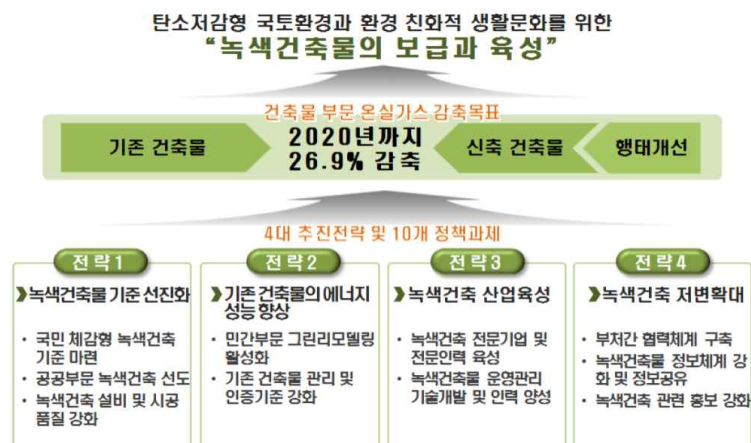 탄소저감형 국토환경과 환경 친화적 생활문화를 위한
“녹색건축물의 보급과 육성”
건축물 부문 온실가스 감축목표
기존 건축물
2020년까지
26.9% 감축
신축 건축물
행태개선
4대 추진전략 및 10개 정책과제
전략1
❯녹색건축물 기준 선진화
· 국민 체감형 녹색건축
기준 마련
· 공공부문 녹색건축 선도
· 녹색건축 설비 및 시공
품질 강화
전략2
❯기존 건축물의 에너지
성능 향상
· 민간부문 그린리모델링
활성화
· 기존 건축물 관리 및
인증기준 강화
전략3
❯녹색건축 산업육성
· 녹색건축 전문기업 및
전문인력 육성
· 녹색건축물 운영관리
기술개발 및 인력 양성
전략4
❯녹색건축 저변확대
· 부처간 협력체계 구축
· 녹색건축물 정보체계 강
화 및 정보공유
· 녹색건축 관련 홍보 강화